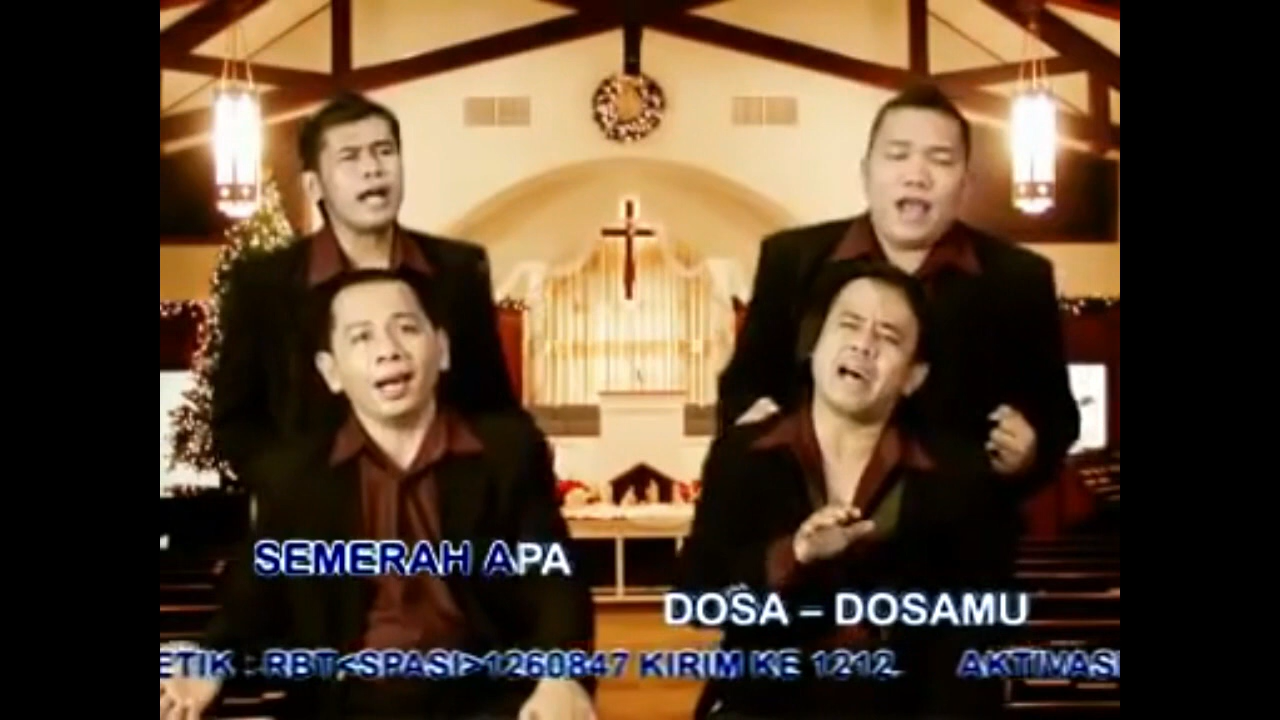 SEMERAH APA
DOSA – DOSAMU
ETIK : RBT<SPASI>1260847 KIRIM KE 1212 AKTIVASI